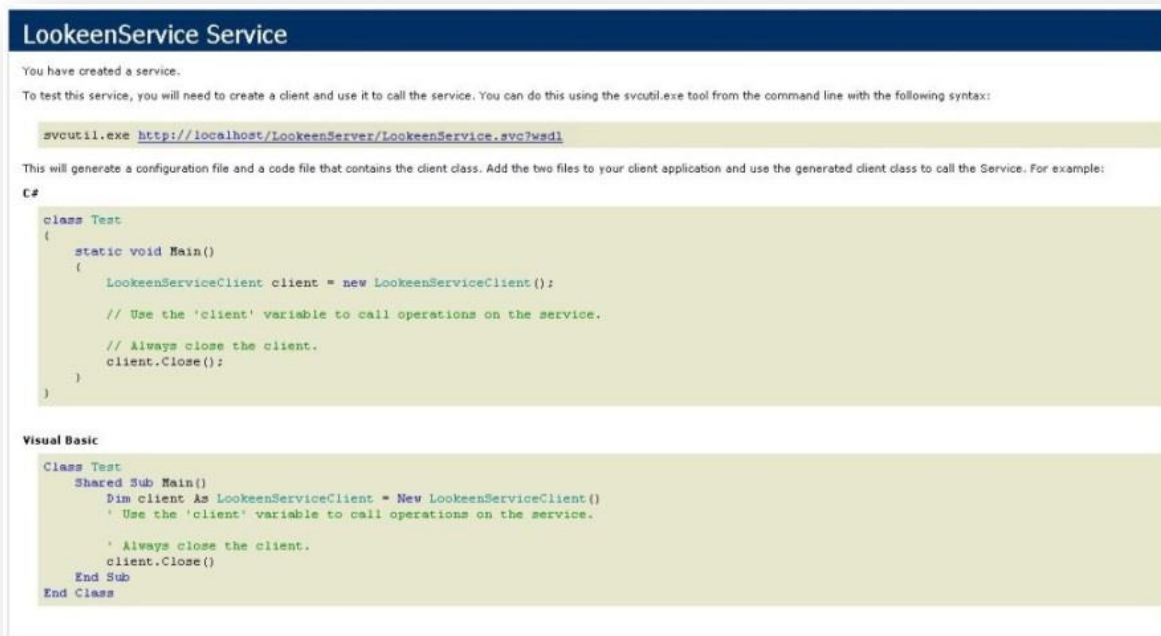 LookeenService Service
You have created a service.
To test this service, you will need to create a client and use it to call the service. You can do this using the svcutil.exe tool from the command line with the following syntax:
svcutil.exe http://localhost/LookeenServer/LookeenService.svc?wsdl
This will generate a configuration file and a code file that contains the client class. Add the two files to your client application and use the generated client class to call the Service. For example:
C#
class Test
{
    static void Main()
    {
        LookeenServiceClient client = new LookeenServiceClient();
        // Use the 'client' variable to call operations on the service.
        // Always close the client.
        client.Close();
    }
}
Visual Basic
Class Test
    Shared Sub Main()
        Dim client As LookeenServiceClient = New LookeenServiceClient()
        ' Use the 'client' variable to call operations on the service.
        ' Always close the client.
        client.Close()
    End Sub
End Class